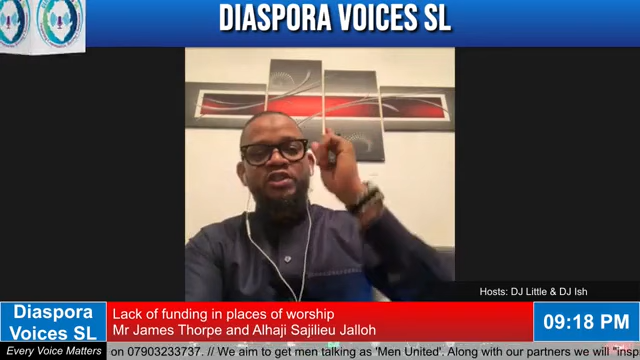 DIASPORA VOICES SL
Hosts: DJ Little & DJ Ish
Diaspora
Voices SL
Lack of funding in places of worship
Mr James Thorpe and Alhaji Sajilieu Jalloh
09:18 PM
Every Voice Matters
on 07903233737. // We aim to get men talking as 'Men United'. Along with our partners we will